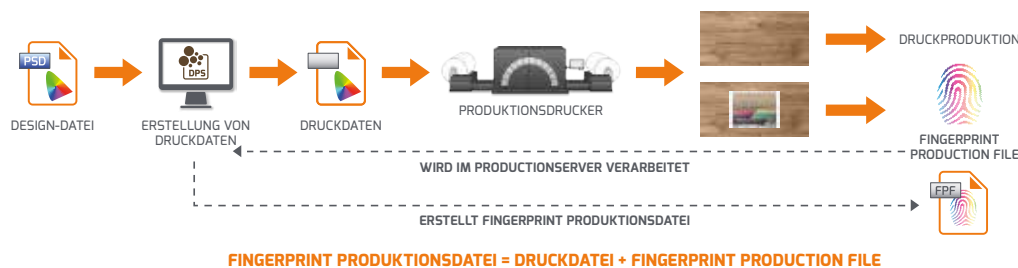 PSD
DPS
DESIGN-DATEI
ERSTELLUNG VON
DRUCKDATEN
DRUCKDATEN
PRODUKTIONSDRUCKER
DRUCKPRODUKTION
FINGERPRINT
PRODUCTION FILE
WIRD IM PRODUCTIONSERVER VERARBEITET
FPF
ERSTELLT FINGERPRINT PRODUKTIONSDATEI
FINGERPRINT PRODUKTIONSDATEI = DRUCKDATEI + FINGERPRINT PRODUCTION FILE